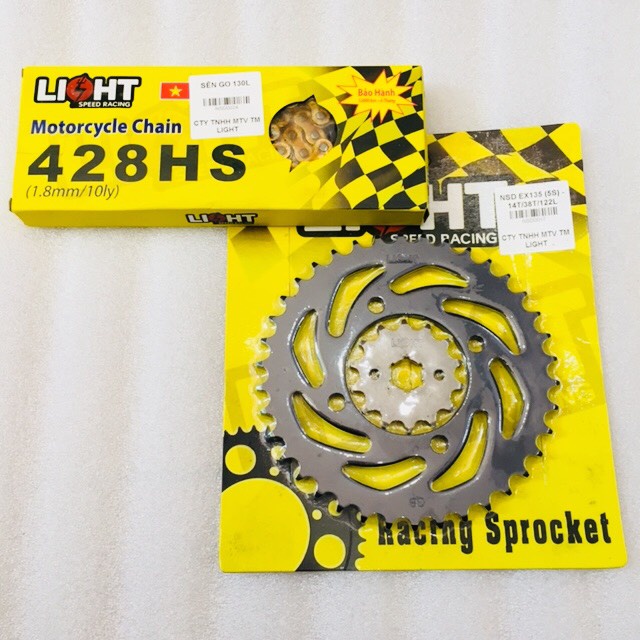 LIGHT
SPEED RACING
SÊN GO 130L
CTY TNHH MTV TM
LIGHT
Bảo Hành
Motorcycle Chain
428HS
(1.8mm/10ly)
LIGHT
NSD EX135 (5S) -
14T/38T/122L
CTY TNHH MTV TM
LIGHT
LIGHT
SPEED RACING
Racing Sprocket